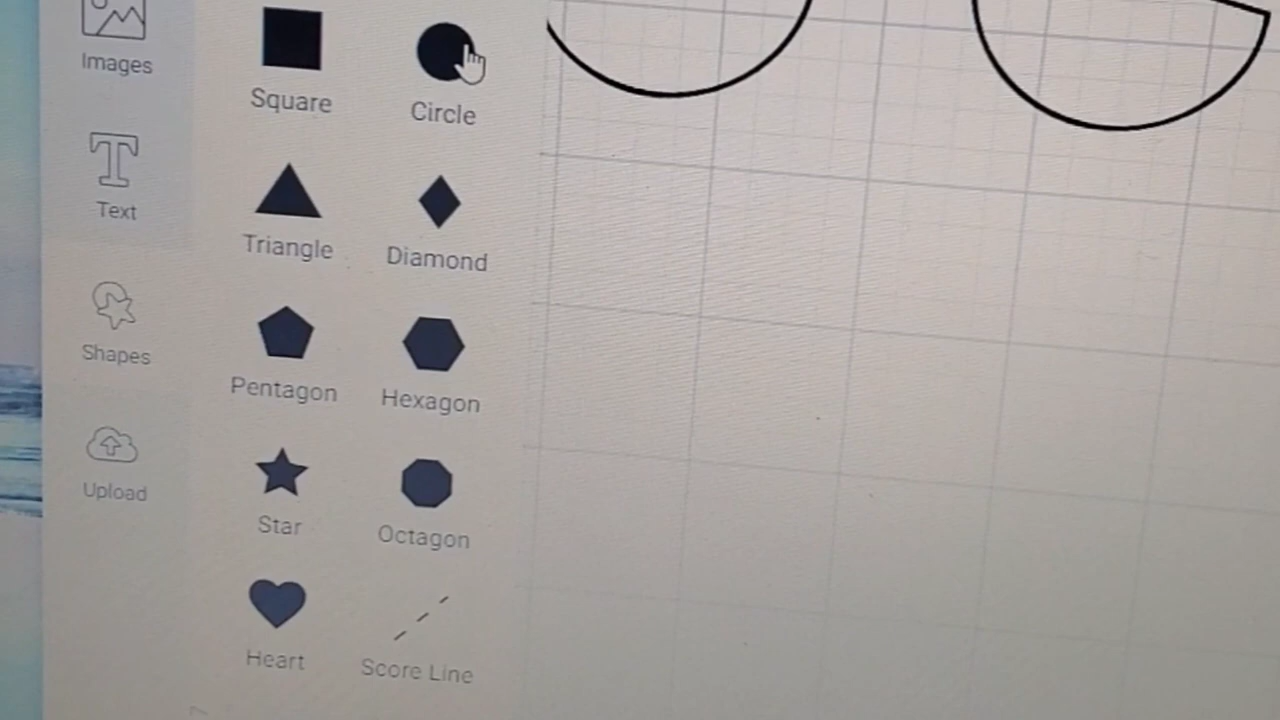 Images
Text
Shapes
Upload
Square
Circle
Triangle
Diamond
Pentagon
Hexagon
Star
Octagon
Heart
Score Line